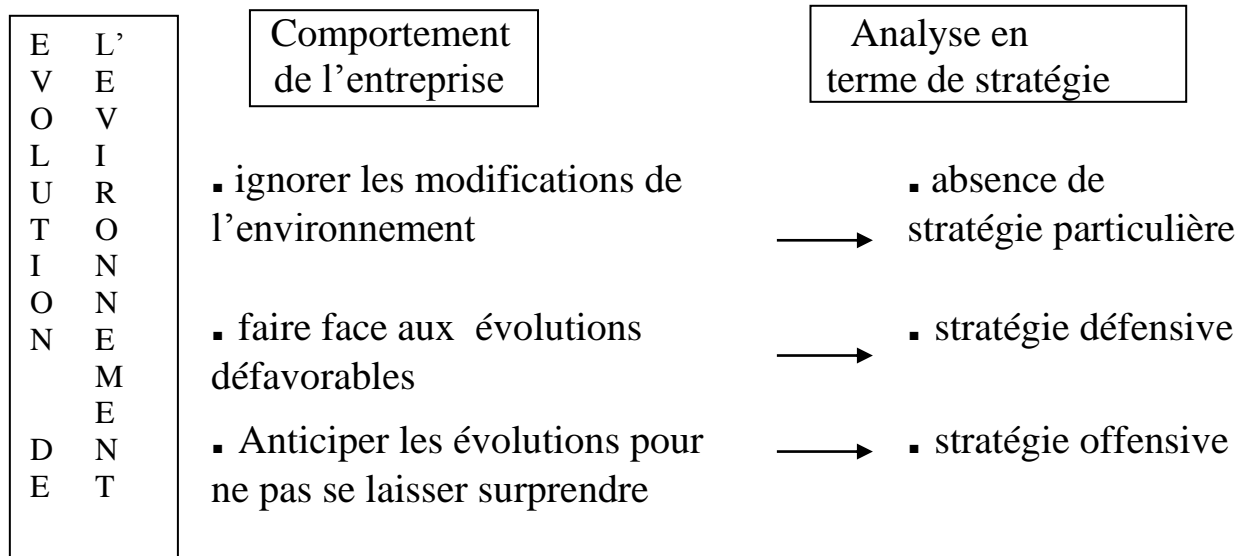 EVOLUTION DE
L’EVIRONNEMENT
Comportement
de l’entreprise
Analyse en
terme de stratégie
▪ ignorer les modifications de
l’environnement
▪ absence de
stratégie particulière
▪ faire face aux évolutions
défavorables
▪ stratégie défensive
▪ Anticiper les évolutions pour
ne pas se laisser surprendre
▪ stratégie offensive